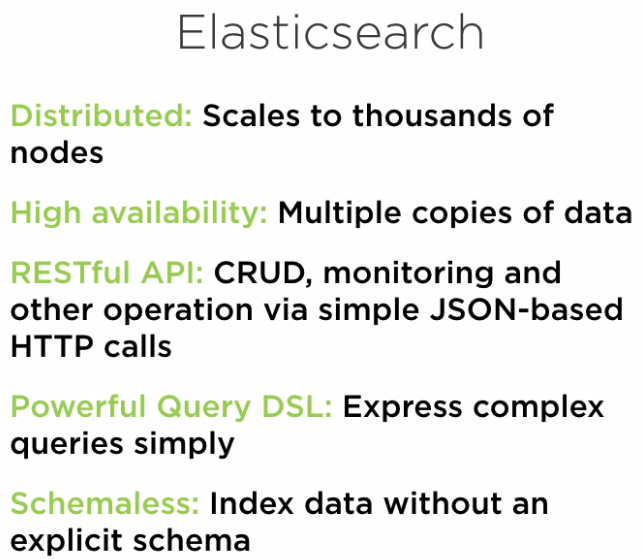 Elasticsearch
Distributed: Scales to thousands of
nodes
High availability: Multiple copies of data
RESTful API: CRUD, monitoring and
other operation via simple JSON-based
HTTP calls
Powerful Query DSL: Express complex
queries simply
Schemaless: Index data without an
explicit schema